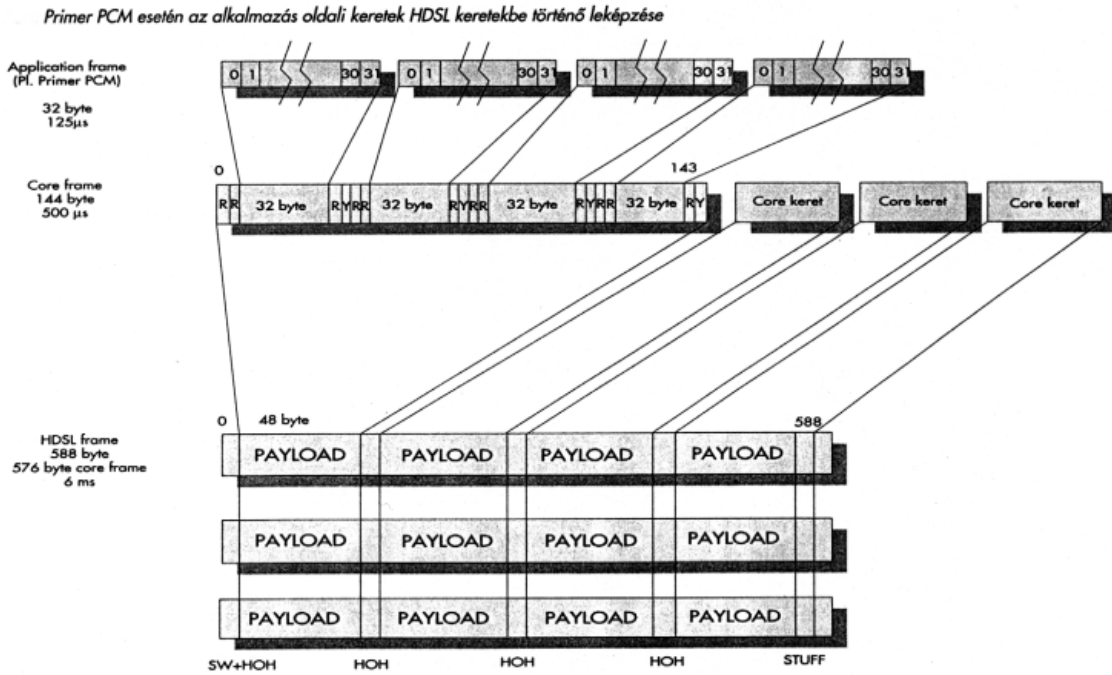 Primer PCM esetén az alkalmazás oldali keretek HDSL keretekbe történő leképzése
Application frame
(Pl. Primer PCM)
32 byte
125µs
0 1 30 31 0 1 30 31 0 1 30 31 0 1 30 31
0 143
Core frame
144 byte
500 µs
R R 32 byte R Y R R 32 byte R Y R R 32 byte R Y R R 32 byte R Y
Core keret Core keret Core keret
0 48 byte 588
HDSL frame
588 byte
576 byte core frame
6 ms
PAYLOAD PAYLOAD PAYLOAD PAYLOAD
PAYLOAD PAYLOAD PAYLOAD PAYLOAD
PAYLOAD PAYLOAD PAYLOAD PAYLOAD
SW+HOH HOH HOH HOH STUFF